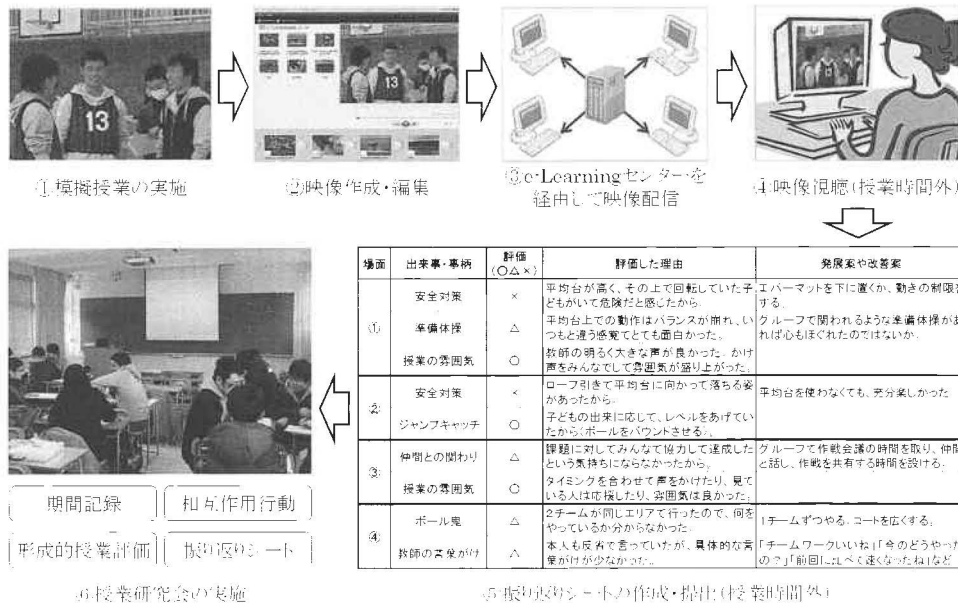 13
13
13
①模擬授業の実施
②映像作成・編集
③e-Learningセンターを
経由して映像配信
④映像視聴(授業時間外)
場面 出来事・事柄 評価 評価した理由 発展案や改善案
(○△×)
① 安全対策 × 平均台が高く、その上で回転していた子 エバーマットを下に置くか、動きの制限を
どもがいて危険だと感じたから。 する。
準備体操 △ 平均台上での動作はバランスが崩れ、い グループで関われるような準備体操があ
つもと違う感覚でとても面白かった。 れば心もほぐれたのではないか。
授業の雰囲気 ○ 教師の明るく大きな声が良かった。かけ
声をみんなでして雰囲気が盛り上がった。
② 安全対策 × ロープ引きで平均台に向かって落ちる姿 平均台を使わなくても、充分楽しかった
があったから。
ジャンプキャッチ ○ 子どもの出来に応じて、レベルをあげてい
たから(ボールをバウンドさせる)。
③ 仲間との関わり △ 課題に対してみんなで協力して達成した グループで作戦会議の時間を取り、仲間
という気持ちにならなかったから。 と話し、作戦を共有する時間を設ける。
授業の雰囲気 ○ タイミングを合わせて声をかけたり、見て
いる人は応援したり、雰囲気は良かった。
④ ボール鬼 △ 2チームが同じエリアで行ったので、何を 1チームずつやる。コートを広くする。
やっているか分からなかった。
教師の言葉がけ △ 本人も反省で言っていたが、具体的な言 「チームワークいいね」「今のどうやった
葉がけが少なかった。 の?」「前回に比べて速くなったね」など
期間記録 相互作用行動
形成的授業評価 振り返りシート
⑥授業研究会の実施
⑤振り返りシートの作成・提出(授業時間外)